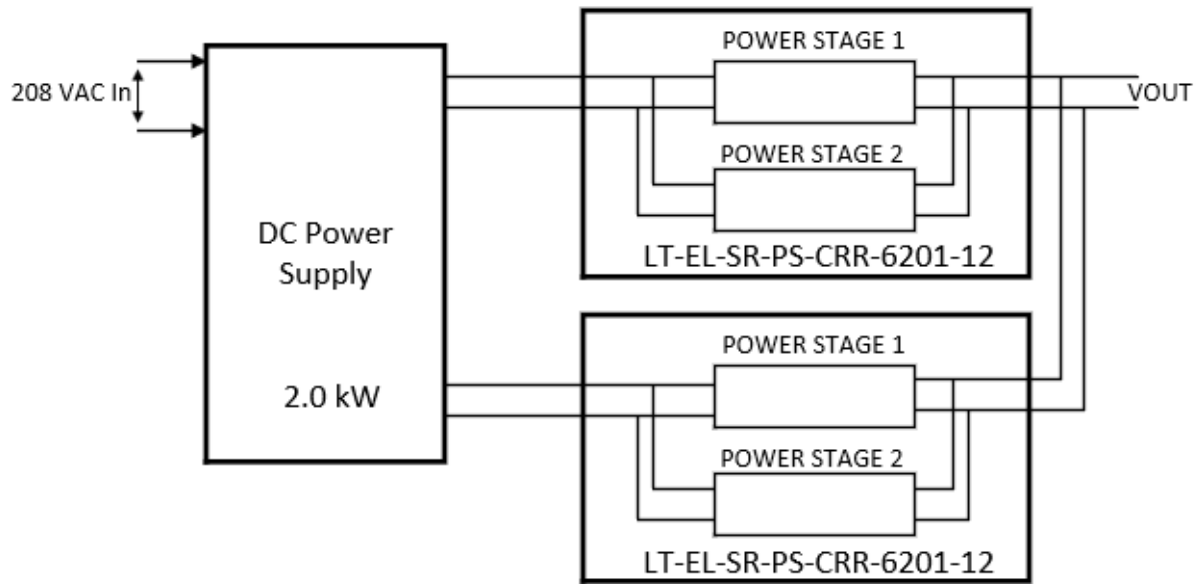 208 VAC In
DC Power
Supply
2.0 kW
POWER STAGE 1
POWER STAGE 2
LT-EL-SR-PS-CRR-6201-12
VOUT
POWER STAGE 1
POWER STAGE 2
LT-EL-SR-PS-CRR-6201-12